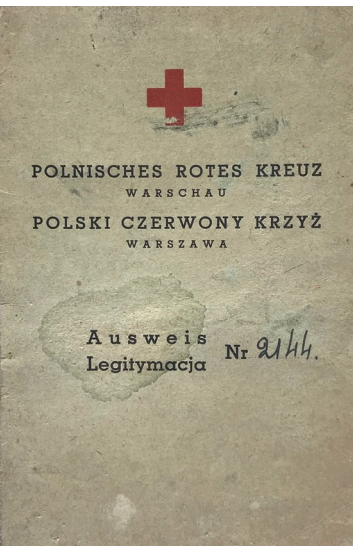 POLNISCHES ROTES KREUZ
WARSCHAU
POLSKI CZERWONY KRZYŻ
WARSZAWA
Ausweis
Legitymacja Nr 2144.